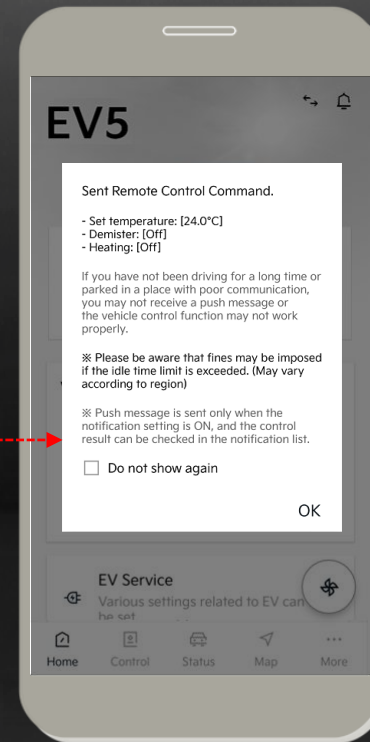 EV5
Sent Remote Control Command.
- Set temperature: [24.0°C]
- Demister: [Off]
- Heating: [Off]
If you have not been driving for a long time or
parked in a place with poor communication,
you may not receive a push message or
the vehicle control function may not work
properly.
※ Please be aware that fines may be imposed
if the idle time limit is exceeded. (May vary
according to region)
※ Push message is sent only when the
notification setting is ON, and the control
result can be checked in the notification list.
Do not show again
OK
EV Service
Various settings related to EV can
be set
Home Control Status Map More